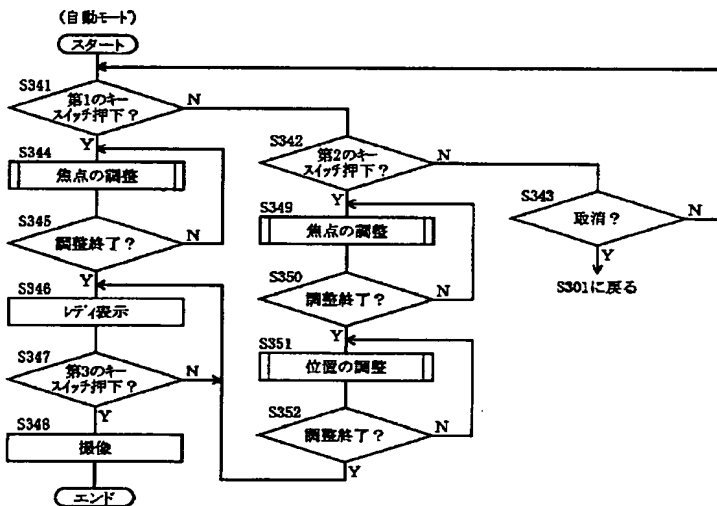 (自動モード)
スタート
S341
第1のキー
スイッチ押下?
N
Y
S344
焦点の調整
S345
調整終了?
N
Y
S346
レディ表示
S347
第3のキー
スイッチ押下?
N
Y
S348
撮像
エンド
S342
第2のキー
スイッチ押下?
N
Y
S349
焦点の調整
S350
調整終了?
N
Y
S351
位置の調整
S352
調整終了?
N
Y
S343
取消?
N
Y
S301に戻る